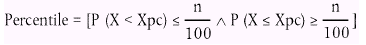 Percentile = [P (X < Xpc) ≤ n/100 ∧ P (X ≤ Xpc) ≥ n/100 ]